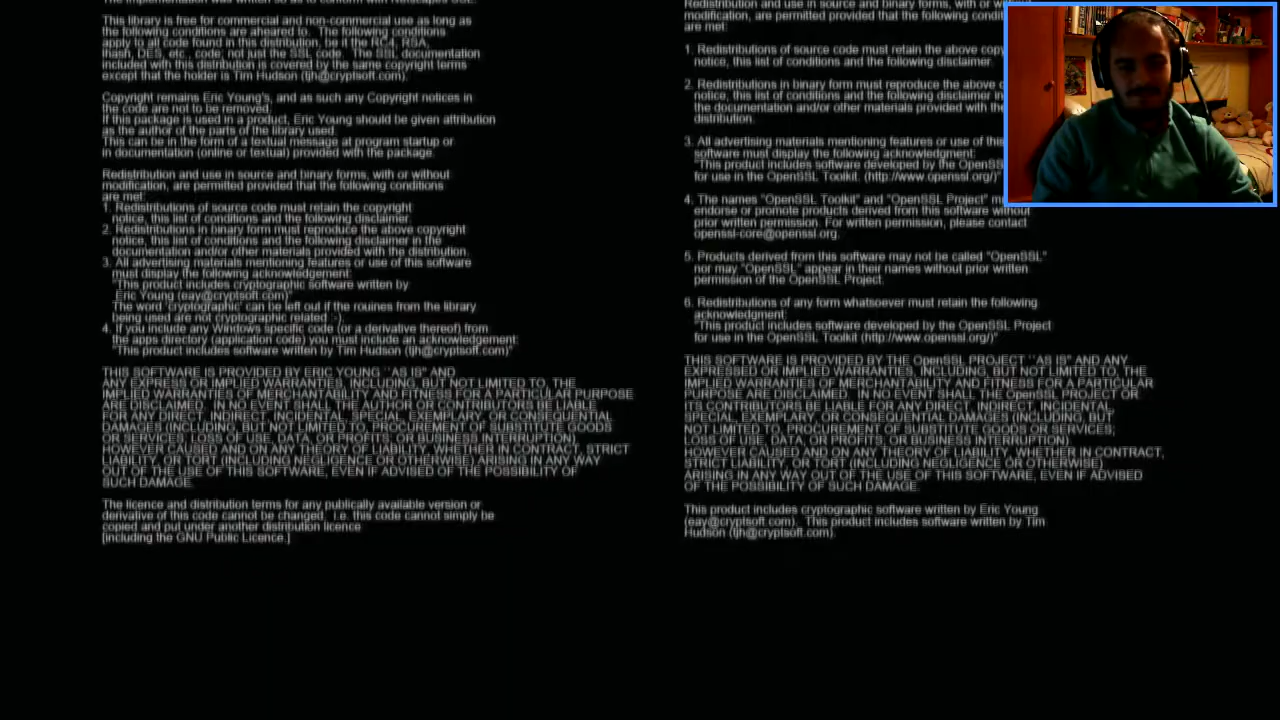 This library is free for commercial and non-commercial use as long as
the following conditions are aheared to.  The following conditions
apply to all code found in this distribution, be it the RC4, RSA,
lhash, DES, etc., code; not just the SSL code.  The SSL documentation
included with this distribution is covered by the same copyright terms
except that the holder is Tim Hudson (tjh@cryptsoft.com).
Copyright remains Eric Young's, and as such any Copyright notices in
the code are not to be removed.
If this package is used in a product, Eric Young should be given attribution
as the author of the parts of the library used.
This can be in the form of a textual message at program startup or
in documentation (online or textual) provided with the package.
Redistribution and use in source and binary forms, with or without
modification, are permitted provided that the following conditions
are met:
1. Redistributions of source code must retain the copyright
notice, this list of conditions and the following disclaimer.
2. Redistributions in binary form must reproduce the above copyright
notice, this list of conditions and the following disclaimer in the
documentation and/or other materials provided with the distribution.
3. All advertising materials mentioning features or use of this software
must display the following acknowledgement:
"This product includes cryptographic software written by
Eric Young (eay@cryptsoft.com)"
The word 'cryptographic' can be left out if the rouines from the library
being used are not cryptographic related :-).
4. If you include any Windows specific code (or a derivative thereof) from
the apps directory (application code) you must include an acknowledgement:
"This product includes software written by Tim Hudson (tjh@cryptsoft.com)"
THIS SOFTWARE IS PROVIDED BY ERIC YOUNG ``AS IS'' AND
ANY EXPRESS OR IMPLIED WARRANTIES, INCLUDING, BUT NOT LIMITED TO, THE
IMPLIED WARRANTIES OF MERCHANTABILITY AND FITNESS FOR A PARTICULAR PURPOSE
ARE DISCLAIMED.  IN NO EVENT SHALL THE AUTHOR OR CONTRIBUTORS BE LIABLE
FOR ANY DIRECT, INDIRECT, INCIDENTAL, SPECIAL, EXEMPLARY, OR CONSEQUENTIAL
DAMAGES (INCLUDING, BUT NOT LIMITED TO, PROCUREMENT OF SUBSTITUTE GOODS
OR SERVICES; LOSS OF USE, DATA, OR PROFITS; OR BUSINESS INTERRUPTION)
HOWEVER CAUSED AND ON ANY THEORY OF LIABILITY, WHETHER IN CONTRACT, STRICT
LIABILITY, OR TORT (INCLUDING NEGLIGENCE OR OTHERWISE) ARISING IN ANY WAY
OUT OF THE USE OF THIS SOFTWARE, EVEN IF ADVISED OF THE POSSIBILITY OF
SUCH DAMAGE.
The licence and distribution terms for any publically available version or
derivative of this code cannot be changed.  i.e. this code cannot simply be
copied and put under another distribution licence
[including the GNU Public Licence.]
Redistribution and use in source and binary forms, with or
modification, are permitted provided that the following condi
are met:
1. Redistributions of source code must retain the above copy
notice, this list of conditions and the following disclaimer.
2. Redistributions in binary form must reproduce the above c
notice, this list of conditions and the following disclaimer in
the documentation and/or other materials provided with the
distribution.
3. All advertising materials mentioning features or use of this
software must display the following acknowledgment:
"This product includes software developed by the OpenSS
for use in the OpenSSL Toolkit. (http://www.openssl.org/)"
4. The names "OpenSSL Toolkit" and "OpenSSL Project" m
endorse or promote products derived from this software without
prior written permission. For written permission, please contact
openssl-core@openssl.org.
5. Products derived from this software may not be called "OpenSSL"
nor may "OpenSSL" appear in their names without prior written
permission of the OpenSSL Project.
6. Redistributions of any form whatsoever must retain the following
acknowledgment:
"This product includes software developed by the OpenSSL Project
for use in the OpenSSL Toolkit (http://www.openssl.org/)"
THIS SOFTWARE IS PROVIDED BY THE OpenSSL PROJECT ``AS IS'' AND ANY
EXPRESSED OR IMPLIED WARRANTIES, INCLUDING, BUT NOT LIMITED TO, THE
IMPLIED WARRANTIES OF MERCHANTABILITY AND FITNESS FOR A PARTICULAR
PURPOSE ARE DISCLAIMED.  IN NO EVENT SHALL THE OpenSSL PROJECT OR
ITS CONTRIBUTORS BE LIABLE FOR ANY DIRECT, INDIRECT, INCIDENTAL,
SPECIAL, EXEMPLARY, OR CONSEQUENTIAL DAMAGES (INCLUDING, BUT
NOT LIMITED TO, PROCUREMENT OF SUBSTITUTE GOODS OR SERVICES;
LOSS OF USE, DATA, OR PROFITS; OR BUSINESS INTERRUPTION)
HOWEVER CAUSED AND ON ANY THEORY OF LIABILITY, WHETHER IN CONTRACT,
STRICT LIABILITY, OR TORT (INCLUDING NEGLIGENCE OR OTHERWISE)
ARISING IN ANY WAY OUT OF THE USE OF THIS SOFTWARE, EVEN IF ADVISED
OF THE POSSIBILITY OF SUCH DAMAGE.
This product includes cryptographic software written by Eric Young
(eay@cryptsoft.com).  This product includes software written by Tim
Hudson (tjh@cryptsoft.com).